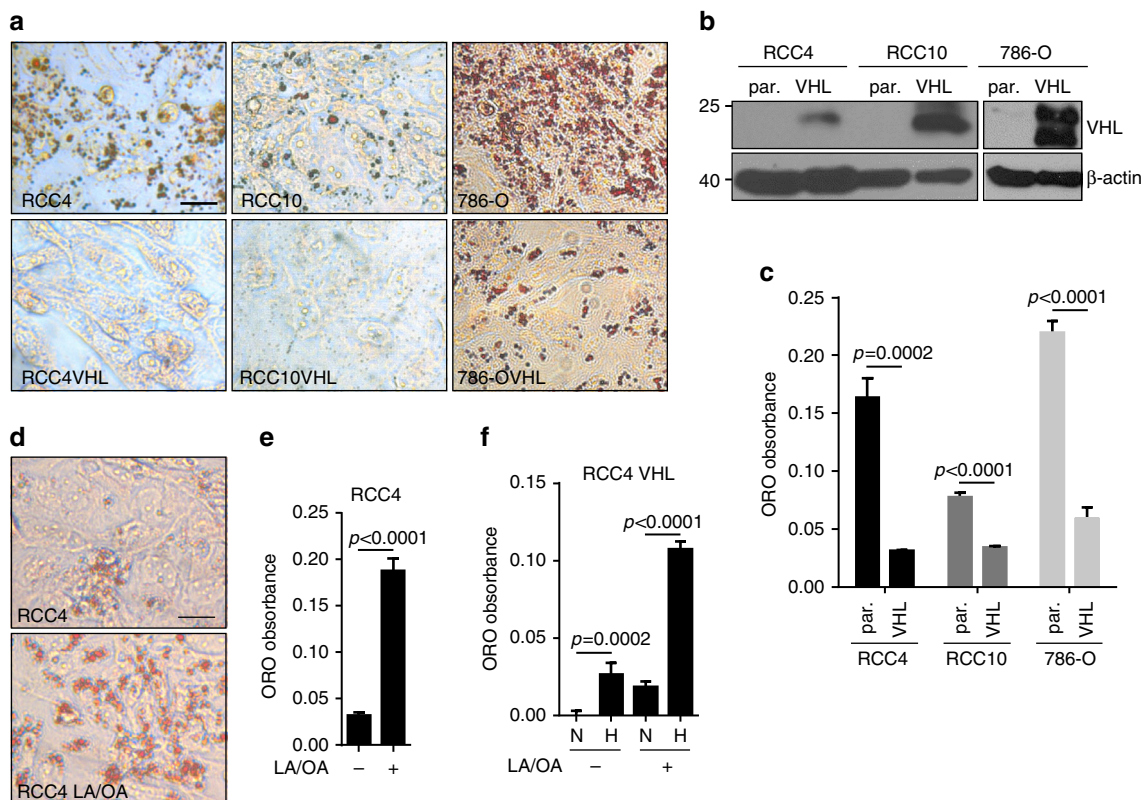 a
RCC4
RCC10
786-O
RCC4VHL
RCC10VHL
786-OVHL
b
RCC4 RCC10 786-O
par. VHL par. VHL par. VHL
25
VHL
40
β-actin
c
ORO obsorbance
0.25
0.20
0.15
0.10
0.05
0.00
p=0.0002
p<0.0001
p<0.0001
par. VHL par. VHL par. VHL
RCC4 RCC10 786-O
d
RCC4
RCC4 LA/OA
e
RCC4
ORO obsorbance
0.25
0.20
0.15
0.10
0.05
0.00
p<0.0001
LA/OA – +
f
RCC4 VHL
ORO obsorbance
0.15
0.10
0.05
0.00
p=0.0002
p<0.0001
N H N H
LA/OA – +